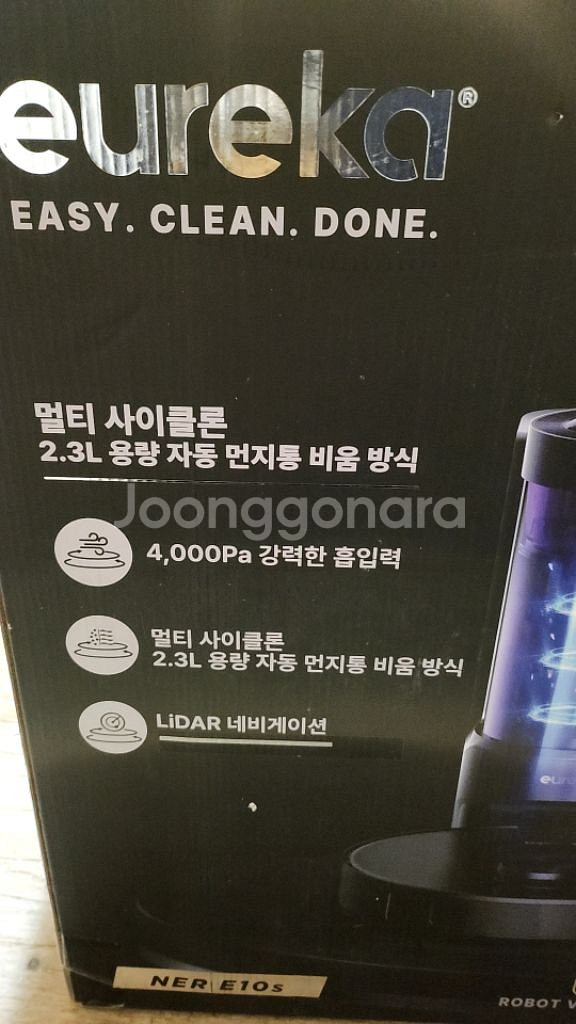 eureka®
EASY. CLEAN. DONE.
멀티 사이클론
2.3L 용량 자동 먼지통 비움 방식
Joonggonara
4,000Pa 강력한 흡입력
멀티 사이클론
2.3L 용량 자동 먼지통 비움 방식
LiDAR 네비게이션
NER E10s
ROBOT